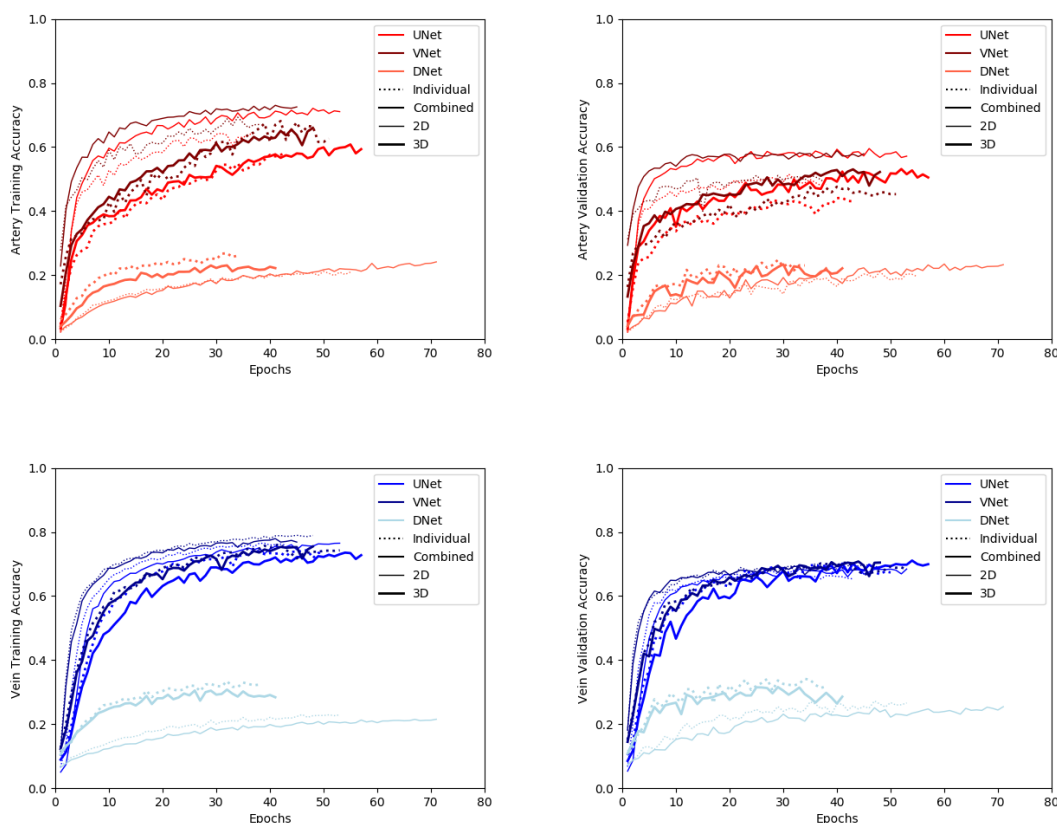 1.0
0.8
0.6
0.4
0.2
0.0
0
10
20
30
40
50
60
70
80
Epochs
Artery Training Accuracy
UNet
VNet
DNet
Individual
Combined
2D
3D
1.0
0.8
0.6
0.4
0.2
0.0
0
10
20
30
40
50
60
70
80
Epochs
Artery Validation Accuracy
UNet
VNet
DNet
Individual
Combined
2D
3D
1.0
0.8
0.6
0.4
0.2
0.0
0
10
20
30
40
50
60
70
80
Epochs
Vein Training Accuracy
UNet
VNet
DNet
Individual
Combined
2D
3D
1.0
0.8
0.6
0.4
0.2
0.0
0
10
20
30
40
50
60
70
80
Epochs
Vein Validation Accuracy
UNet
VNet
DNet
Individual
Combined
2D
3D